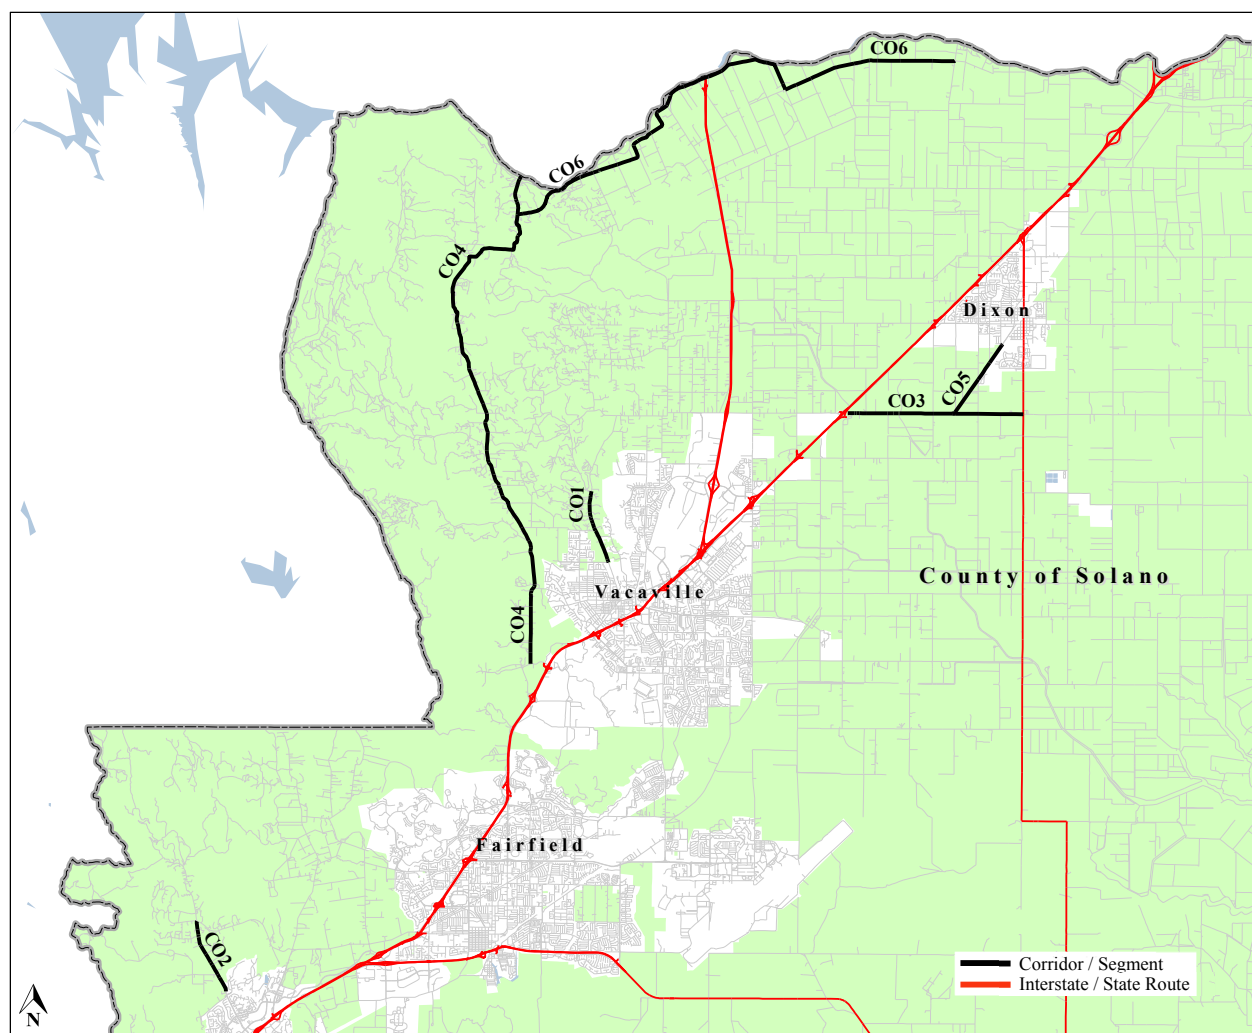 CO6
CO6
CO4
Dixon
CO5
CO3
CO1
County of Solano
Vacaville
CO4
Fairfield
CO2
Corridor / Segment
Interstate / State Route
N